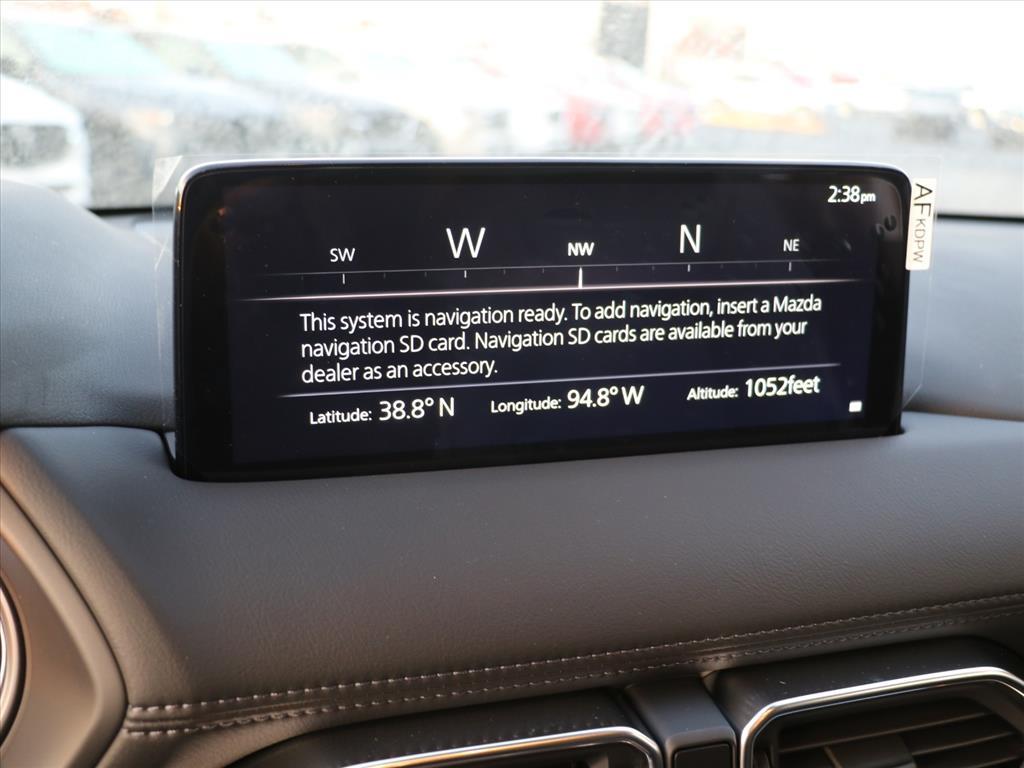 2:38pm
SW W NW N NE
This system is navigation ready. To add navigation, insert a Mazda
navigation SD card. Navigation SD cards are available from your
dealer as an accessory.
Latitude: 38.8° N Longitude: 94.8° W Altitude: 1052feet
AF KDPW